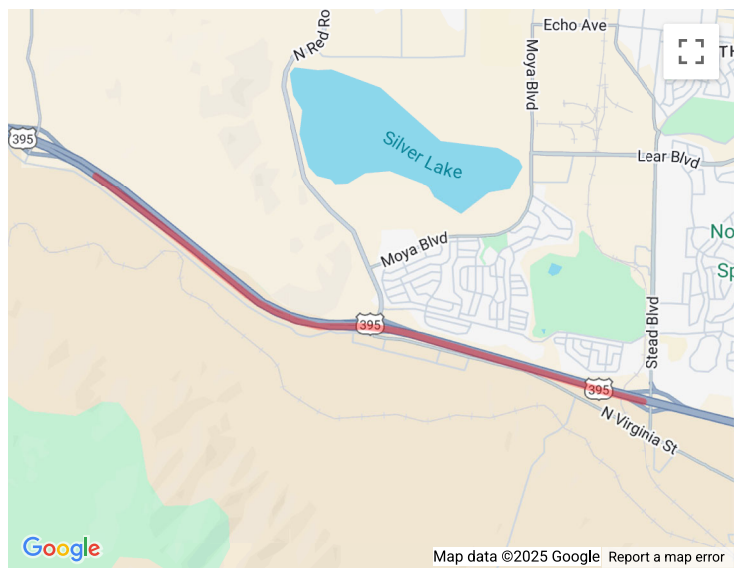 Echo Ave
N Red Ro
Moya Blvd
TH
395
Silver Lake
Lear Blvd
No
Sp
Moya Blvd
395
Stead Blvd
395
N Virginia St
Google
Map data ©2025 Google
Report a map error